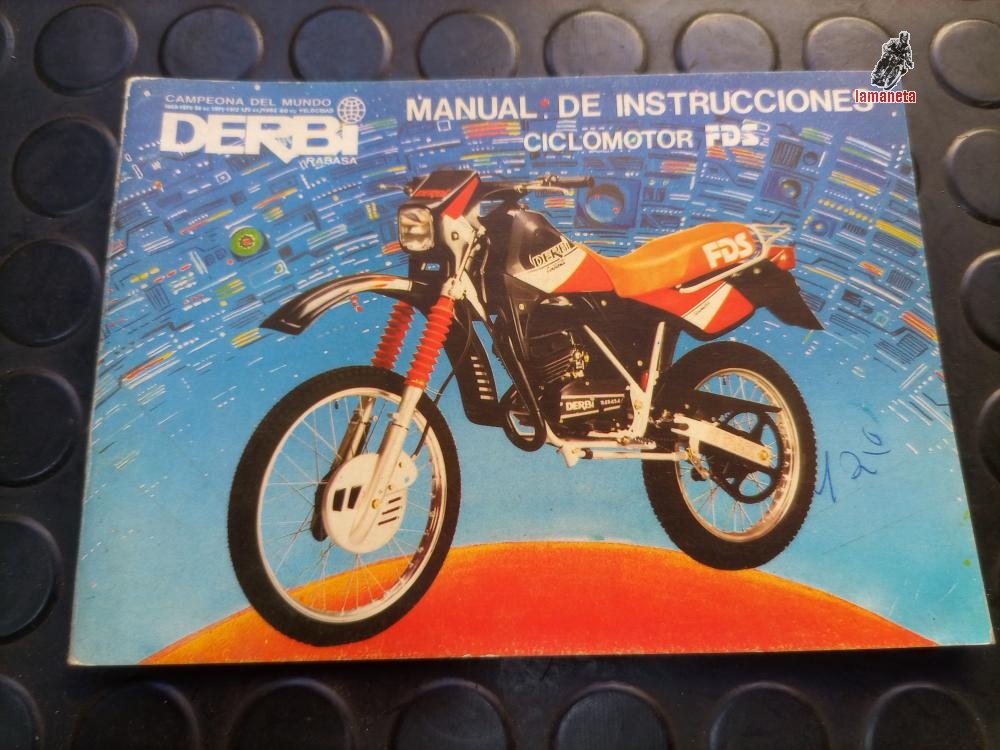 lamaneta
CAMPEONA DEL MUNDO
DERBi
RABASA
MANUAL DE INSTRUCCIONES
CICLOMOTOR FDS
DERBI
FDS
DERBi